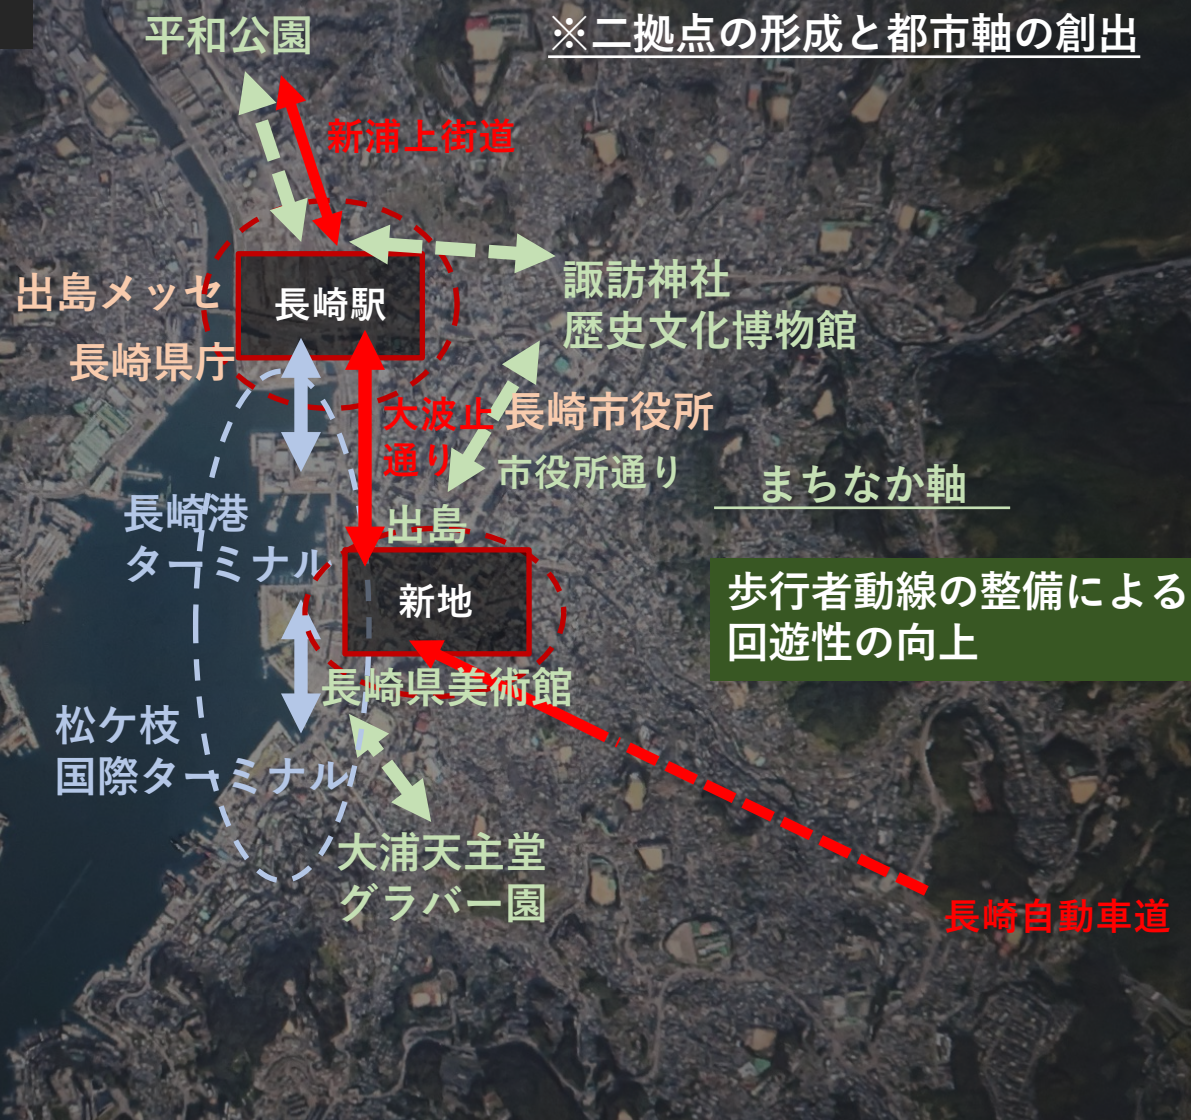 平和公園
※二拠点の形成と都市軸の創出
新浦上街道
諏訪神社
歴史文化博物館
出島メッセ
長崎駅
長崎県庁
大波止
通り
長崎市役所
市役所通り
まちなか軸
長崎港
ターミナル
出島
新地
歩行者動線の整備による
回遊性の向上
長崎県美術館
松ケ枝
国際ターミナル
大浦天主堂
グラバー園
長崎自動車道